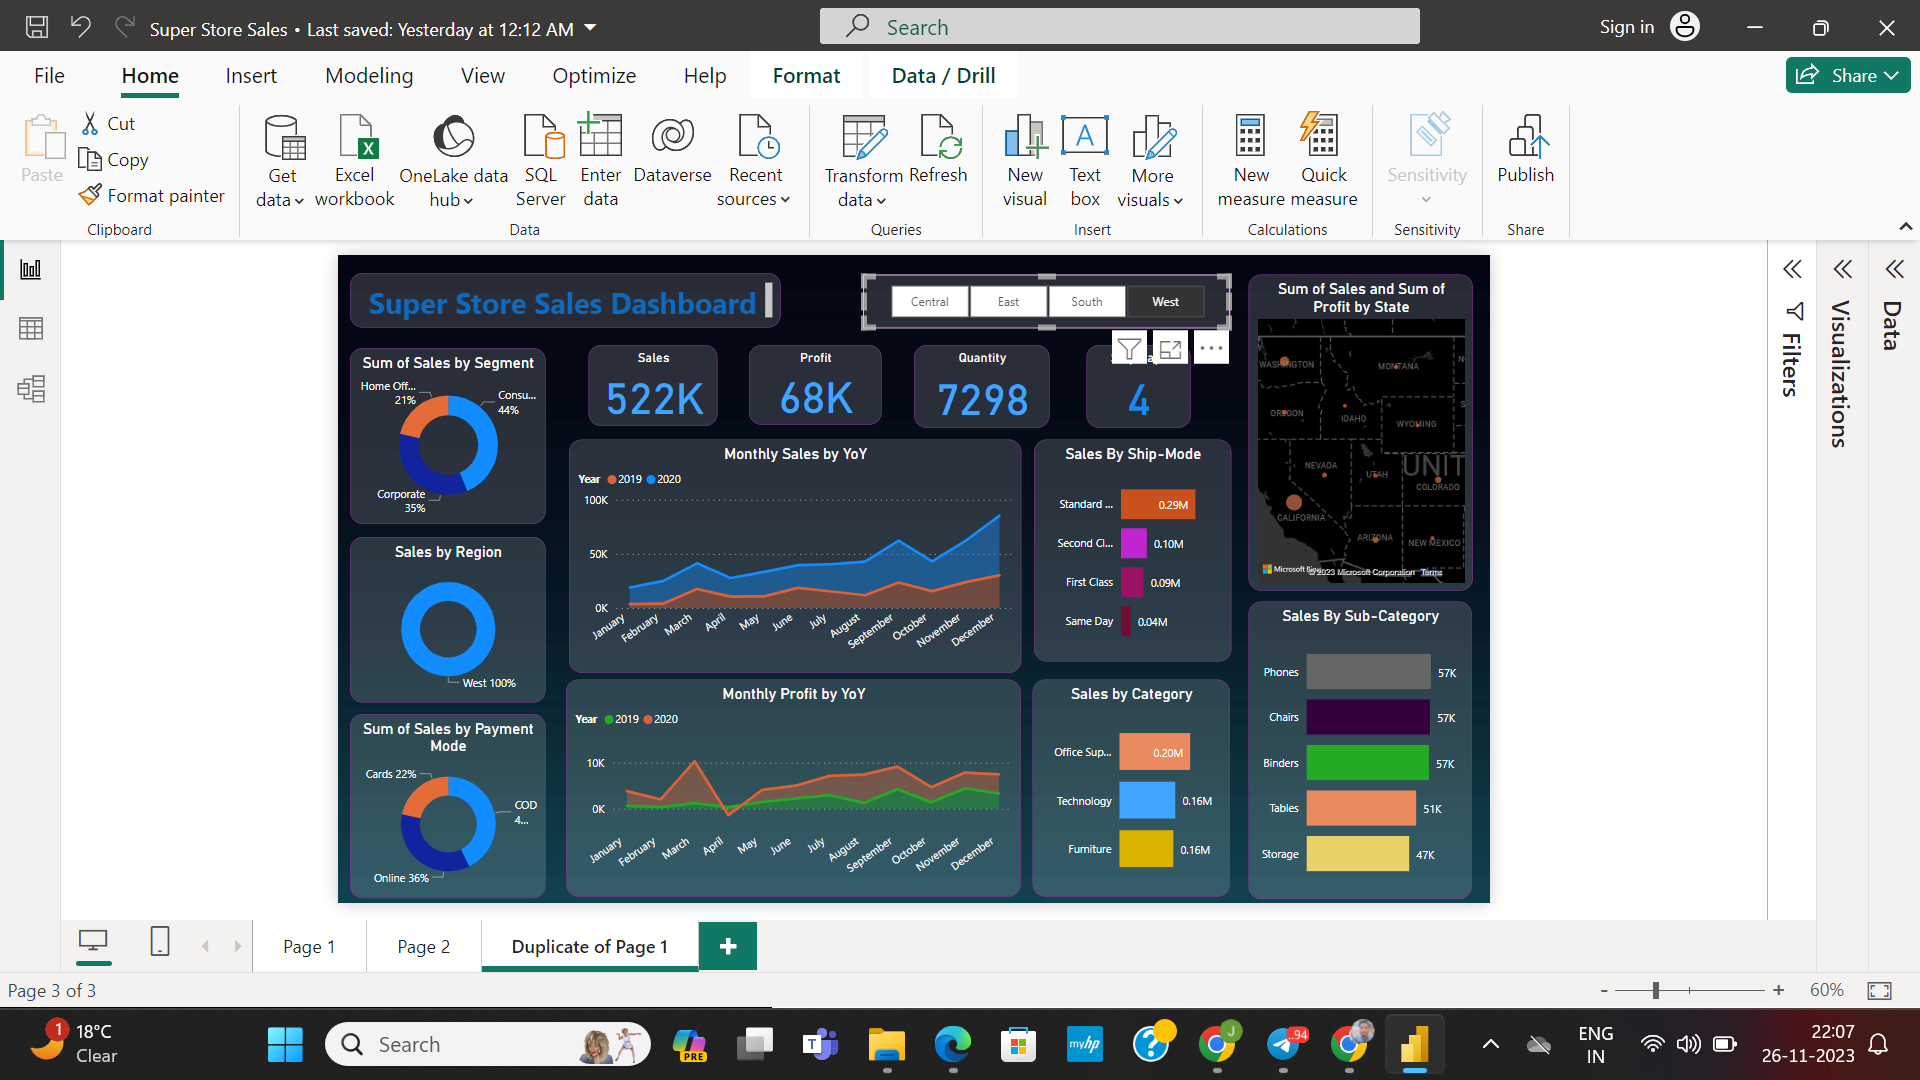 Super Store Sales • Last saved: Yesterday at 12:12 AM
Search
Sign in
File
Home
Insert
Modeling
View
Optimize
Help
Format
Data / Drill
Share
Paste
Cut
Copy
Format painter
Clipboard
Get data
Excel workbook
OneLake data hub
SQL Server
Enter data
Dataverse
Recent sources
Data
Transform data
Refresh
Queries
New visual
Text box
More visuals
Insert
New measure
Quick measure
Calculations
Sensitivity
Sensitivity
Publish
Share
Super Store Sales Dashboard
Central
East
South
West
Sum of Sales by Segment
Home Off...
21%
Consu...
44%
Corporate
35%
Sales by Region
West 100%
Sum of Sales by Payment
Mode
Cards 22%
COD
4...
Online 36%
Sales
522K
Profit
68K
Quantity
7298
4
Monthly Sales by YoY
Year 2019 2020
100K
50K
0K
January
February
March
April
May
June
July
August
September
October
November
December
Monthly Profit by YoY
Year 2019 2020
10K
0K
January
February
March
April
May
June
July
August
September
October
November
December
Sales By Ship-Mode
Standard ...
0.29M
Second Cl...
0.10M
First Class
0.09M
Same Day
0.04M
Sales by Category
Office Sup...
0.20M
Technology
0.16M
Furniture
0.16M
Sum of Sales and Sum of
Profit by State
WASHINGTON
MONTANA
OREGON
IDAHO
WYOMING
NEVADA
UTAH
UNIT
COLORADO
CALIFORNIA
ARIZONA
NEW MEXICO
Microsoft Bing
©2023 Microsoft Corporation
Terms
Sales By Sub-Category
Phones
57K
Chairs
57K
Binders
57K
Tables
51K
Storage
47K
Filters
Visualizations
Data
Page 1
Page 2
Duplicate of Page 1
+
Page 3 of 3
- + 60%
1
18°C
Clear
Search
PRE
myhp
J
..94
ENG
IN
22:07
26-11-2023